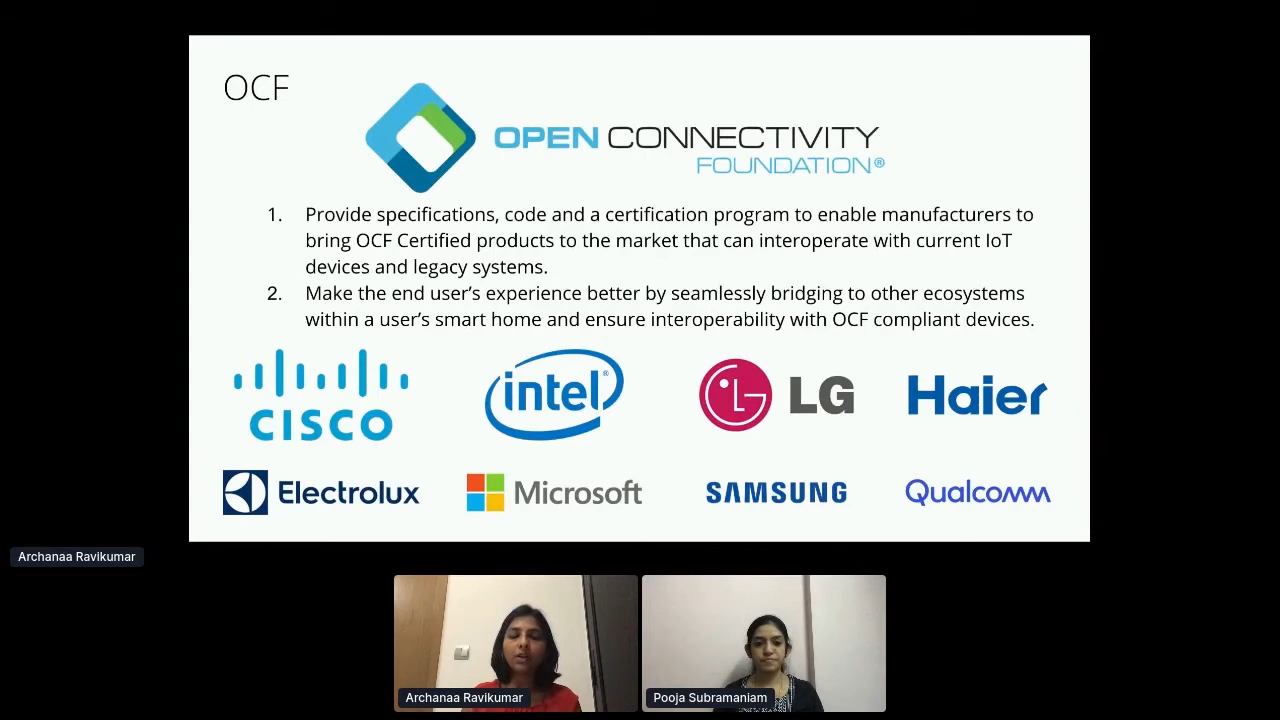 OCF
OPEN CONNECTIVITY
FOUNDATION®
1. Provide specifications, code and a certification program to enable manufacturers to
bring OCF Certified products to the market that can interoperate with current IoT
devices and legacy systems.
2. Make the end user’s experience better by seamlessly bridging to other ecosystems
within a user’s smart home and ensure interoperability with OCF compliant devices.
CISCO
intel®
LG LG
Haier
Electrolux
Microsoft
SAMSUNG
Qualcomm
Archanaa Ravikumar
Archanaa Ravikumar
Pooja Subramaniam